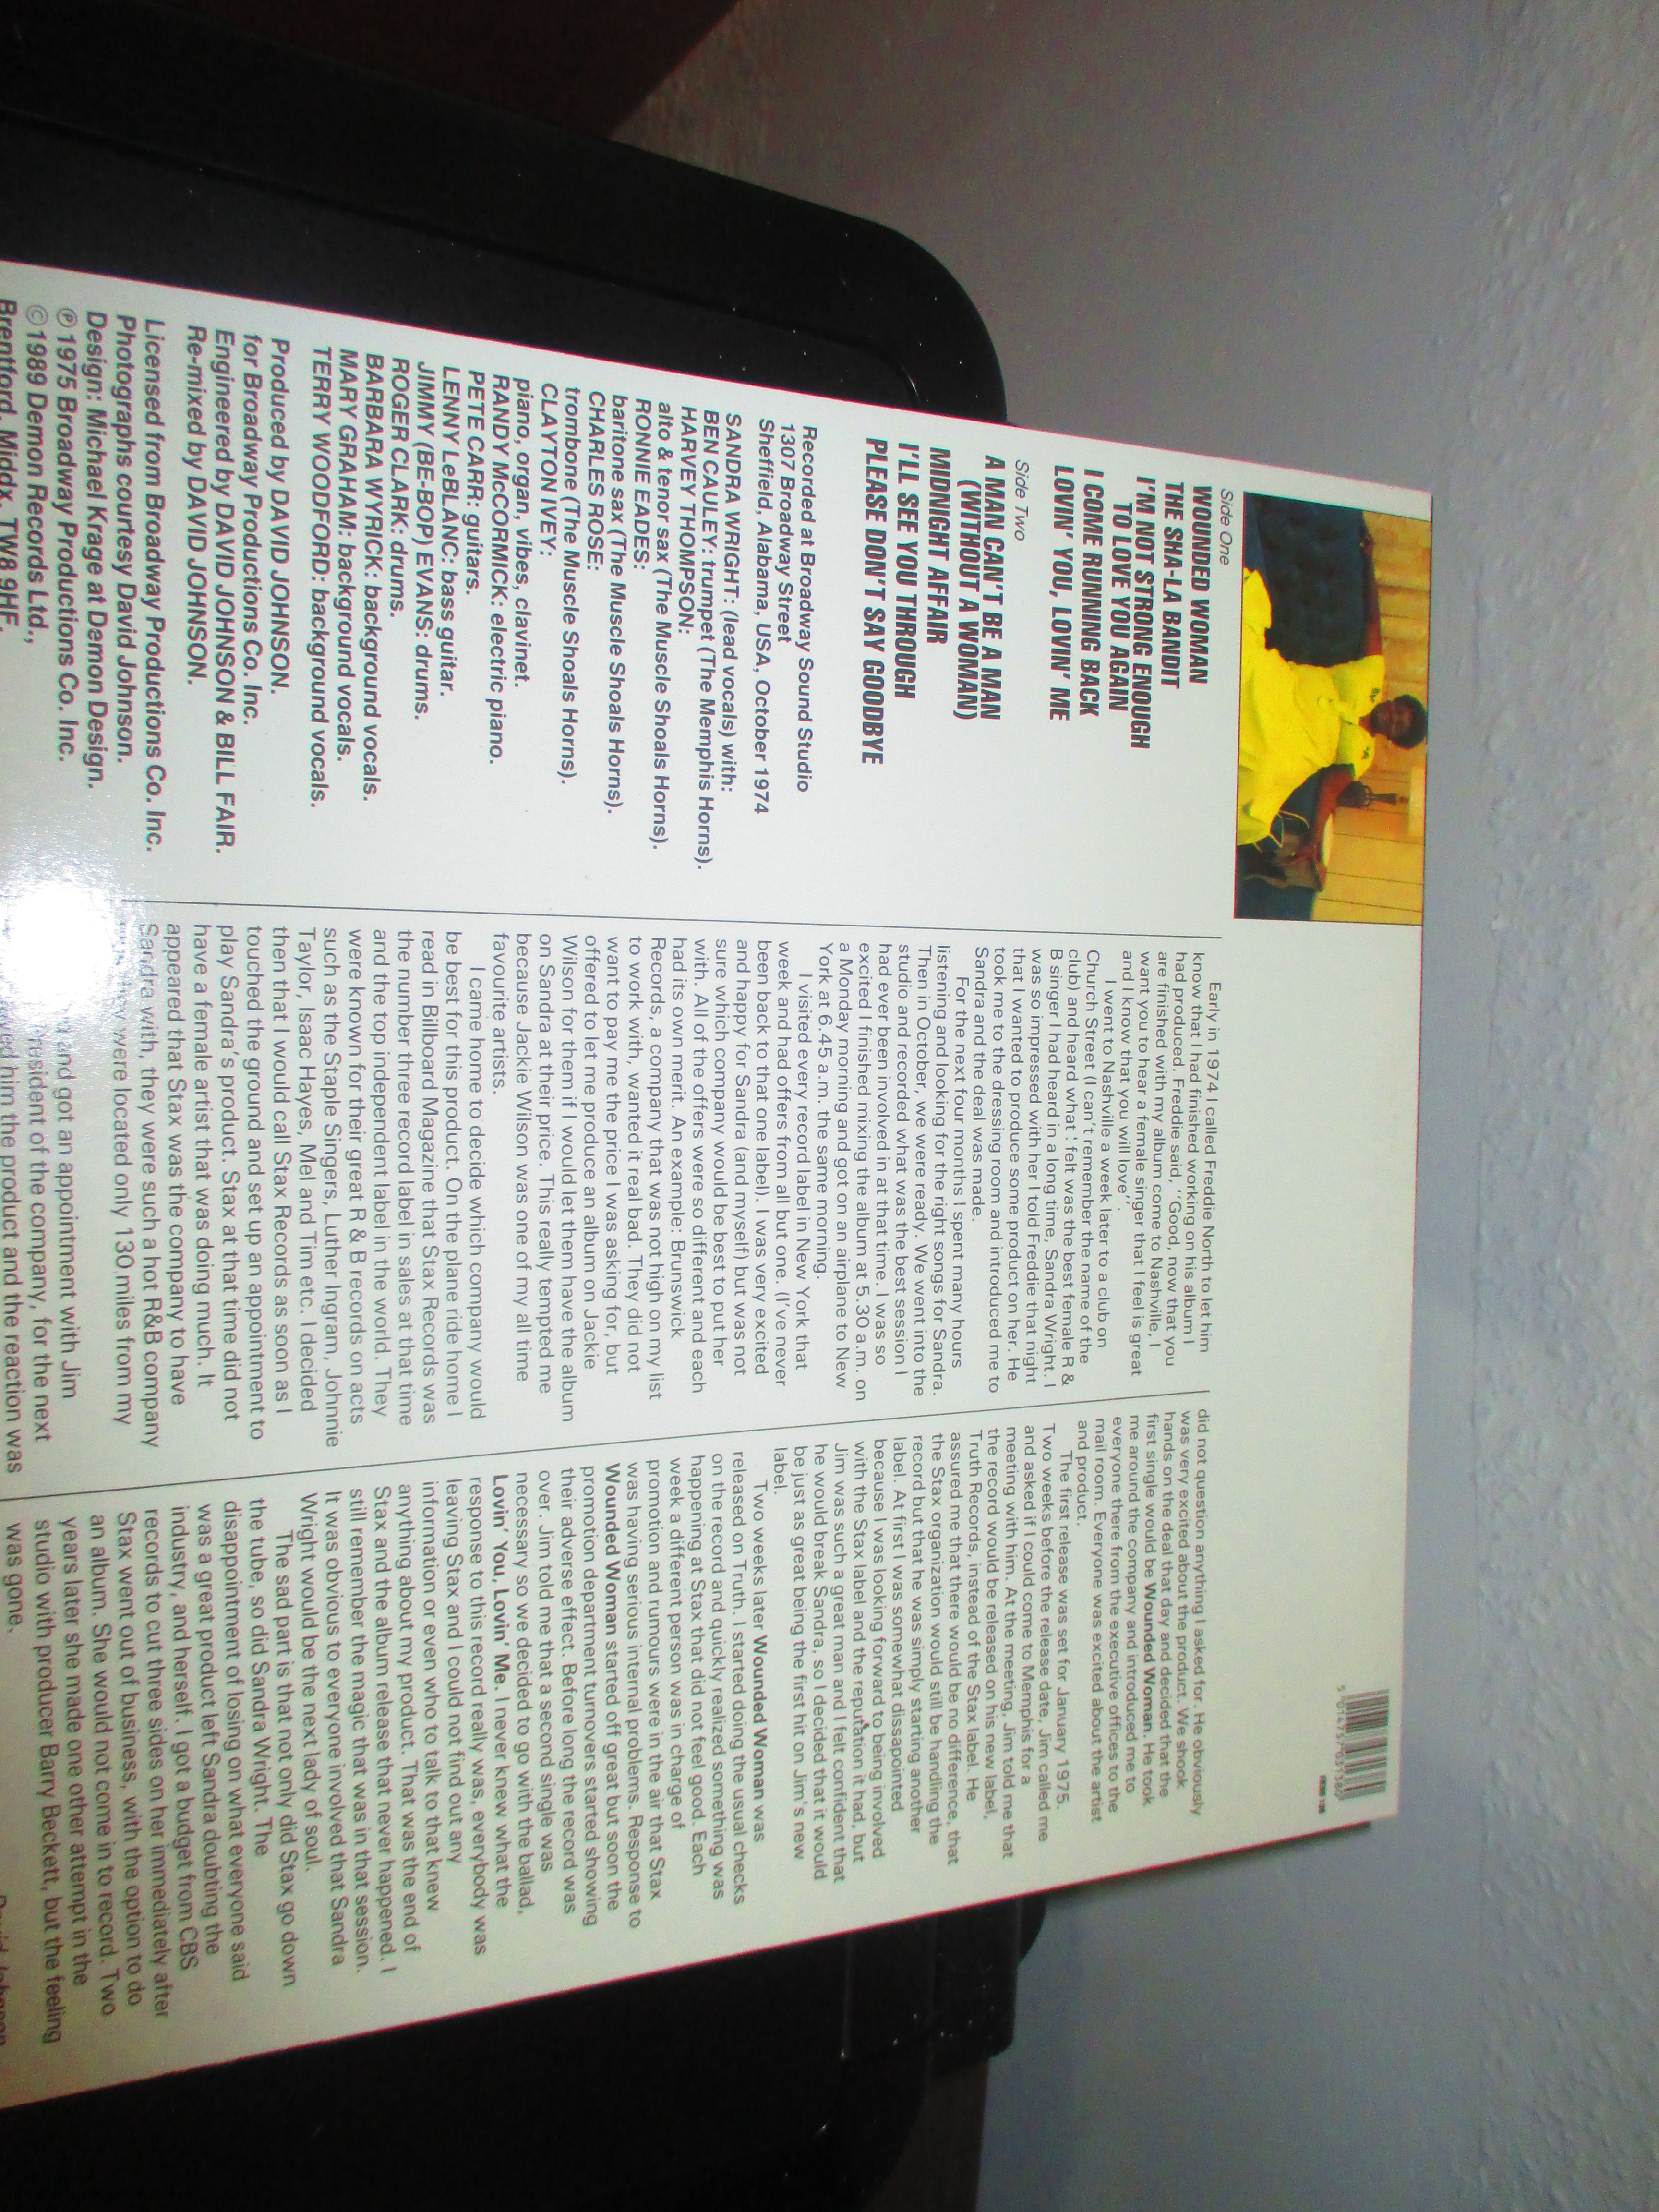 Side One
WOUNDED WOMAN
THE SHA-LA BANDIT
I'M NOT STRONG ENOUGH
TO LOVE YOU AGAIN
I COME RUNNING BACK
LOVIN' YOU, LOVIN' ME
Side Two
A MAN CAN'T BE A MAN
(WITHOUT A WOMAN)
MIDNIGHT AFFAIR
I'LL SEE YOU THROUGH
PLEASE DON'T SAY GOODBYE
Recorded at Broadway Sound Studio
1307 Broadway Street
Sheffield, Alabama, USA, October 1974
SANDRA WRIGHT: (lead vocals) with:
BEN CAULEY: trumpet (The Memphis Horns).
HARVEY THOMPSON:
alto & tenor sax (The Muscle Shoals Horns).
RONNIE EADES:
baritone sax (The Muscle Shoals Horns).
CHARLES ROSE:
trombone (The Muscle Shoals Horns).
CLAYTON IVEY:
piano, organ, vibes, clavinet.
RANDY McCORMICK: electric piano.
PETE CARR: guitars.
LENNY LeBLANC: bass guitar.
JIMMY (BE-BOP) EVANS: drums.
ROGER CLARK: drums.
BARBARA WYRICK: background vocals.
MARY GRAHAM: background vocals.
TERRY WOODFORD: background vocals.
Produced by DAVID JOHNSON.
for Broadway Productions Co. Inc.
Engineered by DAVID JOHNSON & BILL FAIR.
Re-mixed by DAVID JOHNSON.
Licensed from Broadway Productions Co. Inc.
Photographs courtesy David Johnson.
Design: Michael Krage at Demon Design.
℗ 1975 Broadway Productions Co. Inc.
© 1989 Demon Records Ltd.,
Brentford, Middx. TW8 9HF.
Early in 1974 I called Freddie North to let him
know that I had finished working on his album I
had produced. Freddie said, "Good, now that you
are finished with my album come to Nashville, I
want you to hear a female singer that I feel is great
and I know that you will love".
I went to Nashville a week later to a club on
Church Street (I can't remember the name of the
club) and heard what I felt was the best female R &
B singer I had heard in a long time, Sandra Wright. I
was so impressed with her I told Freddie that night
that I wanted to produce some product on her. He
took me to the dressing room and introduced me to
Sandra and the deal was made.
For the next four months I spent many hours
listening and looking for the right songs for Sandra.
Then in October, we were ready. We went into the
studio and recorded what was the best session I
had ever been involved in at that time. I was so
excited I finished mixing the album at 5.30 a.m. on
a Monday morning and got on an airplane to New
York at 6.45 a.m. the same morning.
I visited every record label in New York that
week and had offers from all but one. (I've never
been back to that one label). I was very excited
and happy for Sandra (and myself) but was not
sure which company would be best to put her
with. All of the offers were so different and each
had its own merit. An example: Brunswick
Records, a company that was not high on my list
to work with, wanted it real bad. They did not
want to pay me the price I was asking for, but
offered to let me produce an album on Jackie
Wilson for them if I would let them have the album
on Sandra at their price. This really tempted me
because Jackie Wilson was one of my all time
favourite artists.
I came home to decide which company would
be best for this product. On the plane ride home I
read in Billboard Magazine that Stax Records was
the number three record label in sales at that time
and the top independent label in the world. They
were known for their great R & B records on acts
such as the Staple Singers, Luther Ingram, Johnnie
Taylor, Isaac Hayes, Mel and Tim etc. I decided
then that I would call Stax Records as soon as I
touched the ground and set up an appointment to
play Sandra's product. Stax at that time did not
have a female artist that was doing much. It
appeared that Stax was the company to have
Sandra with, they were such a hot R&B company
were located only 130 miles from my
and got an appointment with Jim
President of the company, for the next
him the product and the reaction was
did not question anything I asked for. He obviously
was very excited about the product. We shook
hands on the deal that day and decided that the
first single would be Wounded Woman. He took
me around the company and introduced me to
everyone there from the executive offices to the
mail room. Everyone was excited about the artist
and product.
The first release was set for January 1975.
Two weeks before the release date, Jim called me
and asked if I could come to Memphis for a
meeting with him. At the meeting, Jim told me that
the record would be released on his new label,
Truth Records, instead of the Stax label. He
assured me that there would be no difference, that
the Stax organization would still be handling the
record but that he was simply starting another
label. At first I was somewhat dissapointed
because I was looking forward to being involved
with the Stax label and the reputation it had, but
Jim was such a great man and I felt confident that
he would break Sandra, so I decided that it would
be just as great being the first hit on Jim's new
label.
Two weeks later Wounded Woman was
released on Truth. I started doing the usual checks
on the record and quickly realized something was
happening at Stax that did not feel good. Each
week a different person was in charge of
promotion and rumours were in the air that Stax
was having serious internal problems. Response to
Wounded Woman started off great but soon the
promotion department turnovers started showing
their adverse effect. Before long the record was
over. Jim told me that a second single was
necessary so we decided to go with the ballad,
Lovin' You, Lovin' Me. I never knew what the
response to this record really was, everybody was
leaving Stax and I could not find out any
information or even who to talk to that knew
anything about my product. That was the end of
Stax and the album release that never happened. I
still remember the magic that was in that session.
It was obvious to everyone involved that Sandra
Wright would be the next lady of soul.
The sad part is that not only did Stax go down
the tube, so did Sandra Wright. The
disappointment of losing on what everyone said
was a great product left Sandra doubting the
industry, and herself. I got a budget from CBS
records to cut three sides on her immediately after
Stax went out of business, with the option to do
an album. She would not come in to record. Two
years later she made one other attempt in the
studio with producer Barry Beckett, but the feeling
was gone.